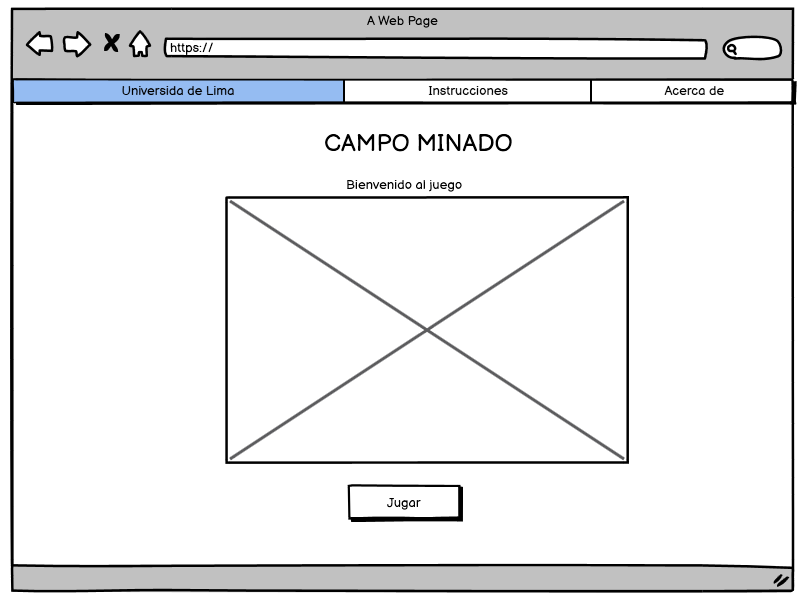 A Web Page
https://
Universida de Lima
Instrucciones
Acerca de
CAMPO MINADO
Bienvenido al juego
Jugar